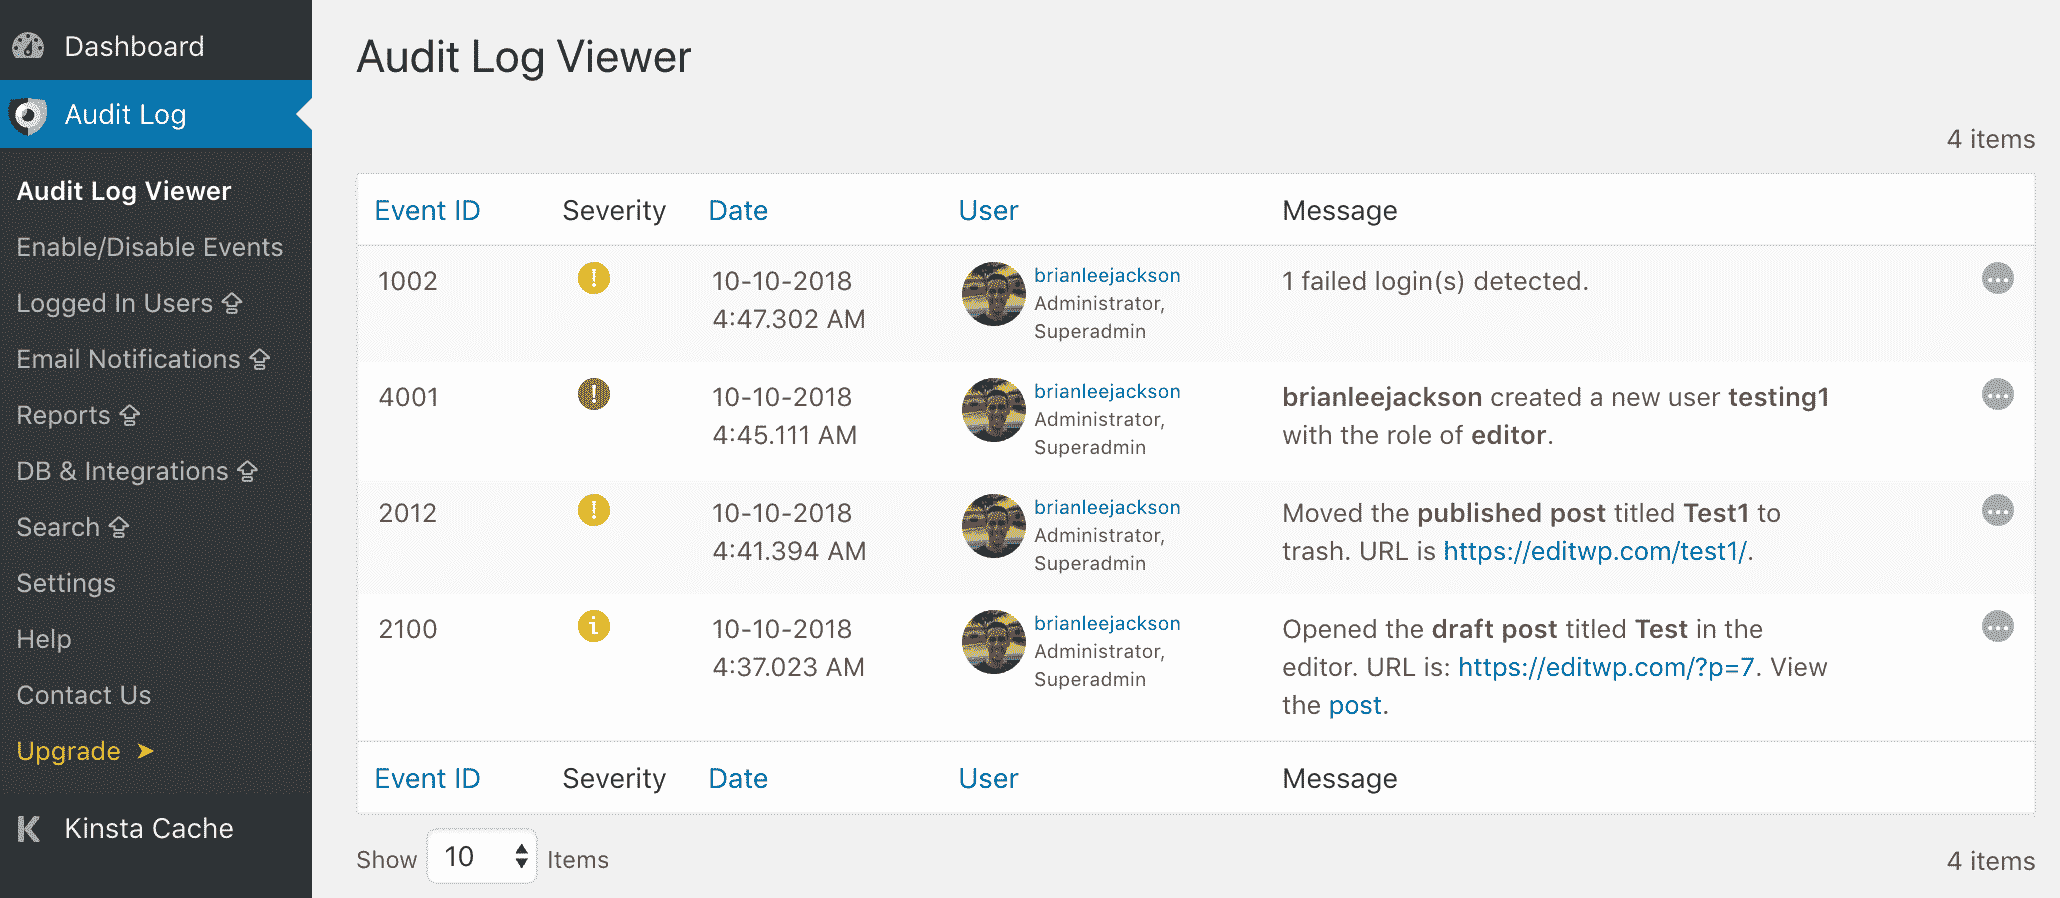 Dashboard
Audit Log
Audit Log Viewer
Enable/Disable Events
Logged In Users
Email Notifications
Reports
DB & Integrations
Search
Settings
Help
Contact Us
Upgrade
Kinsta Cache
Audit Log Viewer
4 items
Event ID Severity Date User Message
1002 10-10-2018 brianleejackson 1 failed login(s) detected.
4:47.302 AM Administrator,
Superadmin
4001 10-10-2018 brianleejackson brianleejackson created a new user testing1
4:45.111 AM Administrator, with the role of editor.
Superadmin
2012 10-10-2018 brianleejackson Moved the published post titled Test1 to
4:41.394 AM Administrator, trash. URL is https://editwp.com/test1/.
Superadmin
2100 10-10-2018 brianleejackson Opened the draft post titled Test in the
4:37.023 AM Administrator, editor. URL is: https://editwp.com/?p=7. View
Superadmin the post.
Event ID Severity Date User Message
Show 10 Items
4 items